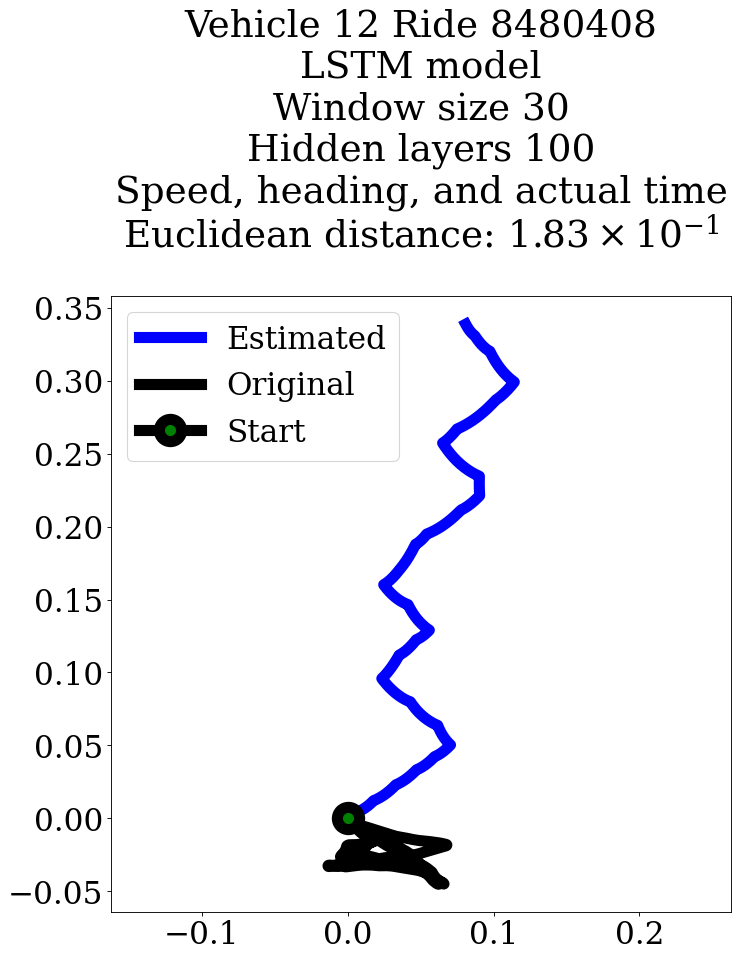 Vehicle 12 Ride 8480408
LSTM model
Window size 30
Hidden layers 100
Speed, heading, and actual time
Euclidean distance: 1.83 × 10⁻¹
0.35
0.30
0.25
0.20
0.15
0.10
0.05
0.00
−0.05
Estimated
Original
Start
−0.1 0.0 0.1 0.2